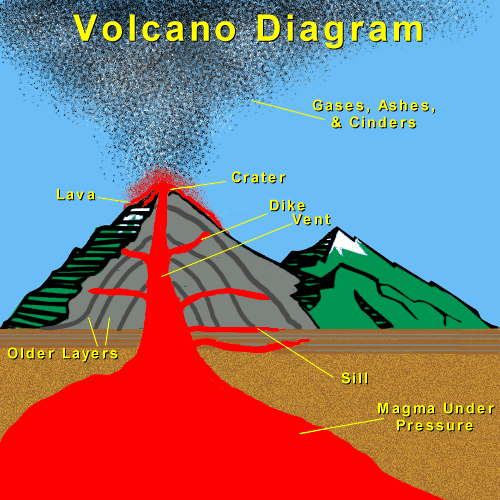 Volcano Diagram
Gases, Ashes,
& Cinders
Crater
Lava
Dike
Vent
Older Layers
Sill
Magma Under
Pressure